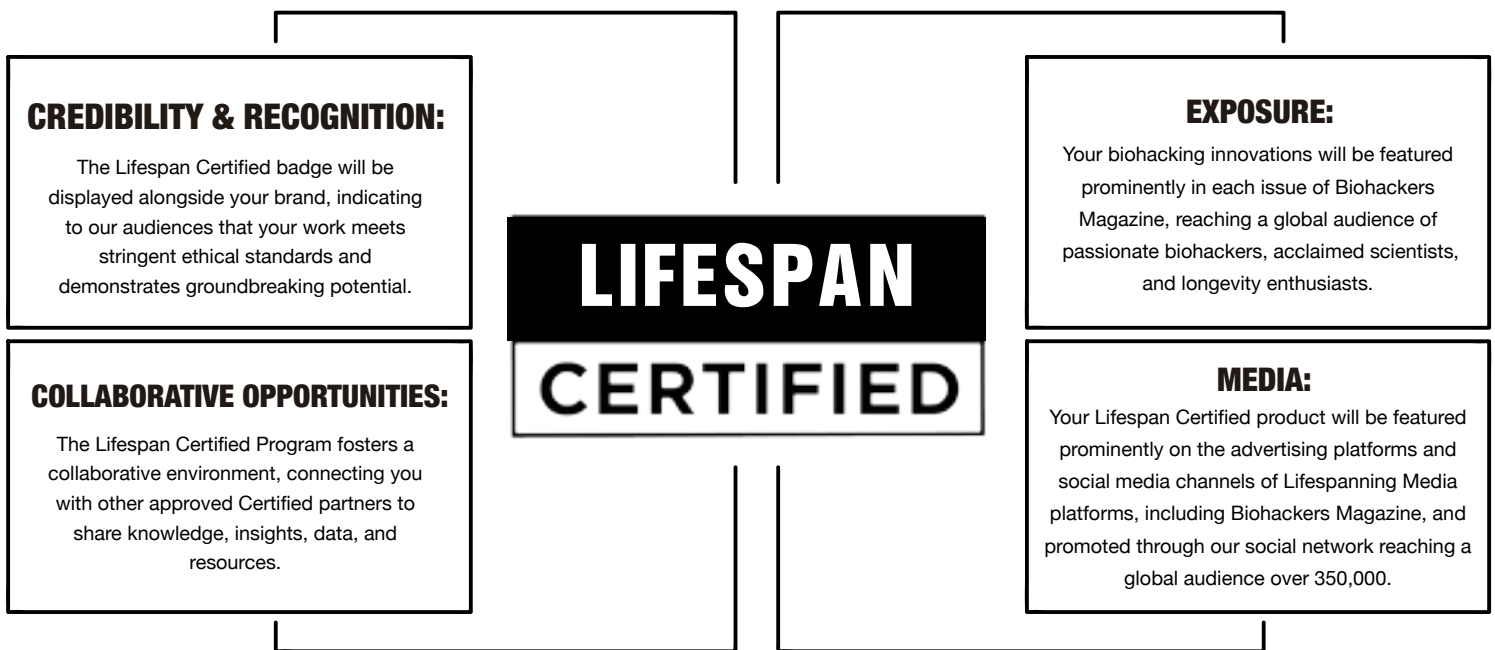 CREDIBILITY & RECOGNITION:
The Lifespan Certified badge will be
displayed alongside your brand, indicating
to our audiences that your work meets
stringent ethical standards and
demonstrates groundbreaking potential.
COLLABORATIVE OPPORTUNITIES:
The Lifespan Certified Program fosters a
collaborative environment, connecting you
with other approved Certified partners to
share knowledge, insights, data, and
resources.
LIFESPAN
CERTIFIED
EXPOSURE:
Your biohacking innovations will be featured
prominently in each issue of Biohackers
Magazine, reaching a global audience of
passionate biohackers, acclaimed scientists,
and longevity enthusiasts.
MEDIA:
Your Lifespan Certified product will be featured
prominently on the advertising platforms and
social media channels of Lifespanning Media
platforms, including Biohackers Magazine, and
promoted through our social network reaching a
global audience over 350,000.